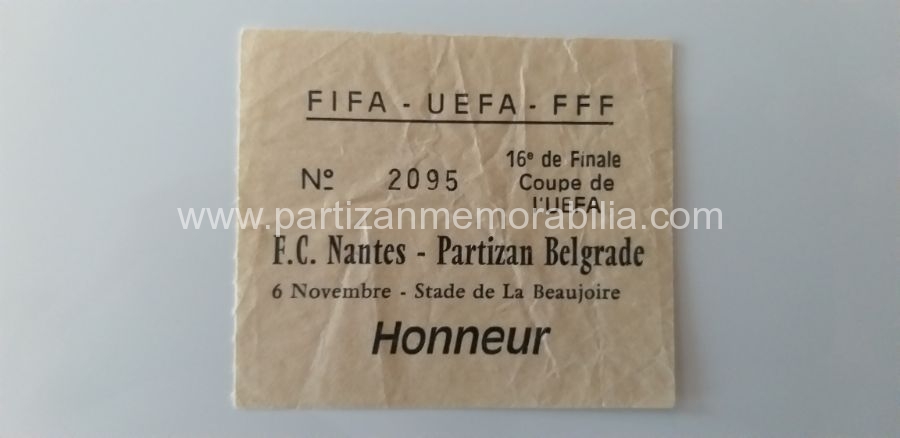 FIFA - UEFA - FFF
Nº 2095
16e de Finale
Coupe de
l'UEFA
www.partizanmemorabilia.com
F.C. Nantes - Partizan Belgrade
6 Novembre - Stade de La Beaujoire
Honneur